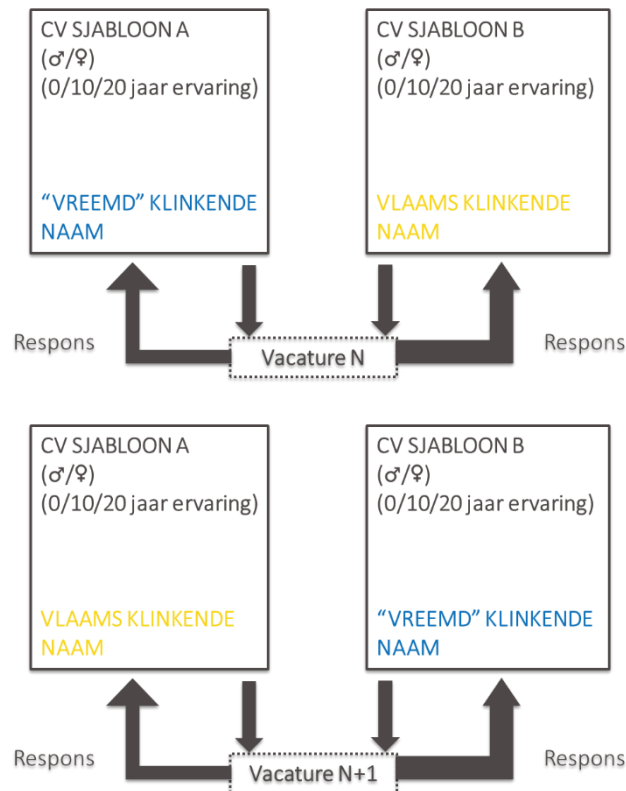 CV SJABLOON A
(♂/♀)
(0/10/20 jaar ervaring)
“VREEMD” KLINKENDE
NAAM
CV SJABLOON B
(♂/♀)
(0/10/20 jaar ervaring)
VLAAMS KLINKENDE
NAAM
Respons
Vacature N
Respons
CV SJABLOON A
(♂/♀)
(0/10/20 jaar ervaring)
VLAAMS KLINKENDE
NAAM
CV SJABLOON B
(♂/♀)
(0/10/20 jaar ervaring)
“VREEMD” KLINKENDE
NAAM
Respons
Vacature N+1
Respons